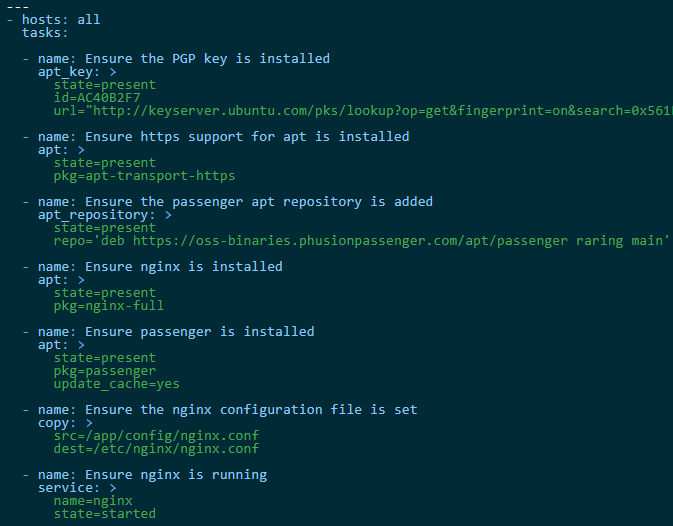 ---
- hosts: all
  tasks:

  - name: Ensure the PGP key is installed
    apt_key: >
      state=present
      id=AC40B2F7
      url="http://keyserver.ubuntu.com/pks/lookup?op=get&fingerprint=on&search=0x561

  - name: Ensure https support for apt is installed
    apt: >
      state=present
      pkg=apt-transport-https

  - name: Ensure the passenger apt repository is added
    apt_repository: >
      state=present
      repo='deb https://oss-binaries.phusionpassenger.com/apt/passenger raring main'

  - name: Ensure nginx is installed
    apt: >
      state=present
      pkg=nginx-full

  - name: Ensure passenger is installed
    apt: >
      state=present
      pkg=passenger
      update_cache=yes

  - name: Ensure the nginx configuration file is set
    copy: >
      src=/app/config/nginx.conf
      dest=/etc/nginx/nginx.conf

  - name: Ensure nginx is running
    service: >
      name=nginx
      state=started